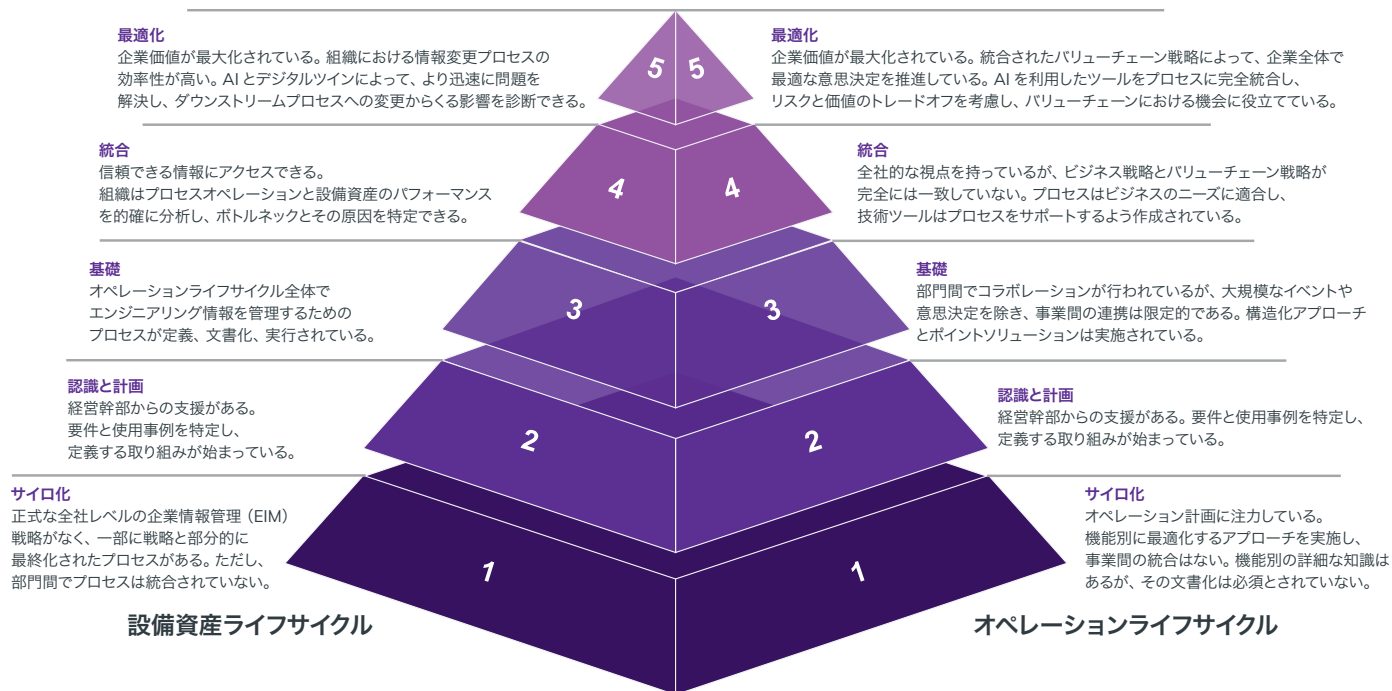 最適化
企業価値が最大化されている。組織における情報変更プロセスの
効率性が高い。AI とデジタルツインによって、より迅速に問題を
解決し、ダウンストリームプロセスへの変更からくる影響を診断できる。
5
5
最適化
企業価値が最大化されている。統合されたバリューチェーン戦略によって、企業全体で
最適な意思決定を推進している。AI を利用したツールをプロセスに完全統合し、
リスクと価値のトレードオフを考慮し、バリューチェーンにおける機会に役立てている。
統合
信頼できる情報にアクセスできる。
組織はプロセスオペレーションと設備資産のパフォーマンス
を的確に分析し、ボトルネックとその原因を特定できる。
4
4
統合
全社的な視点を持っているが、ビジネス戦略とバリューチェーン戦略が
完全には一致していない。プロセスはビジネスのニーズに適合し、
技術ツールはプロセスをサポートするよう作成されている。
基礎
オペレーションライフサイクル全体で
エンジニアリング情報を管理するための
プロセスが定義、文書化、実行されている。
3
3
基礎
部門間でコラボレーションが行われているが、大規模なイベントや
意思決定を除き、事業間の連携は限定的である。構造化アプローチ
とポイントソリューションは実施されている。
認識と計画
経営幹部からの支援がある。
要件と使用事例を特定し、
定義する取り組みが始まっている。
2
2
認識と計画
経営幹部からの支援がある。要件と使用事例を特定し、
定義する取り組みが始まっている。
サイロ化
正式な全社レベルの企業情報管理（EIM）
戦略がなく、一部に戦略と部分的に
最終化されたプロセスがある。ただし、
部門間でプロセスは統合されていない。
1
1
サイロ化
オペレーション計画に注力している。
機能別に最適化するアプローチを実施し、
事業間の統合はない。機能別の詳細な知識は
あるが、その文書化は必須とされていない。
設備資産ライフサイクル
オペレーションライフサイクル